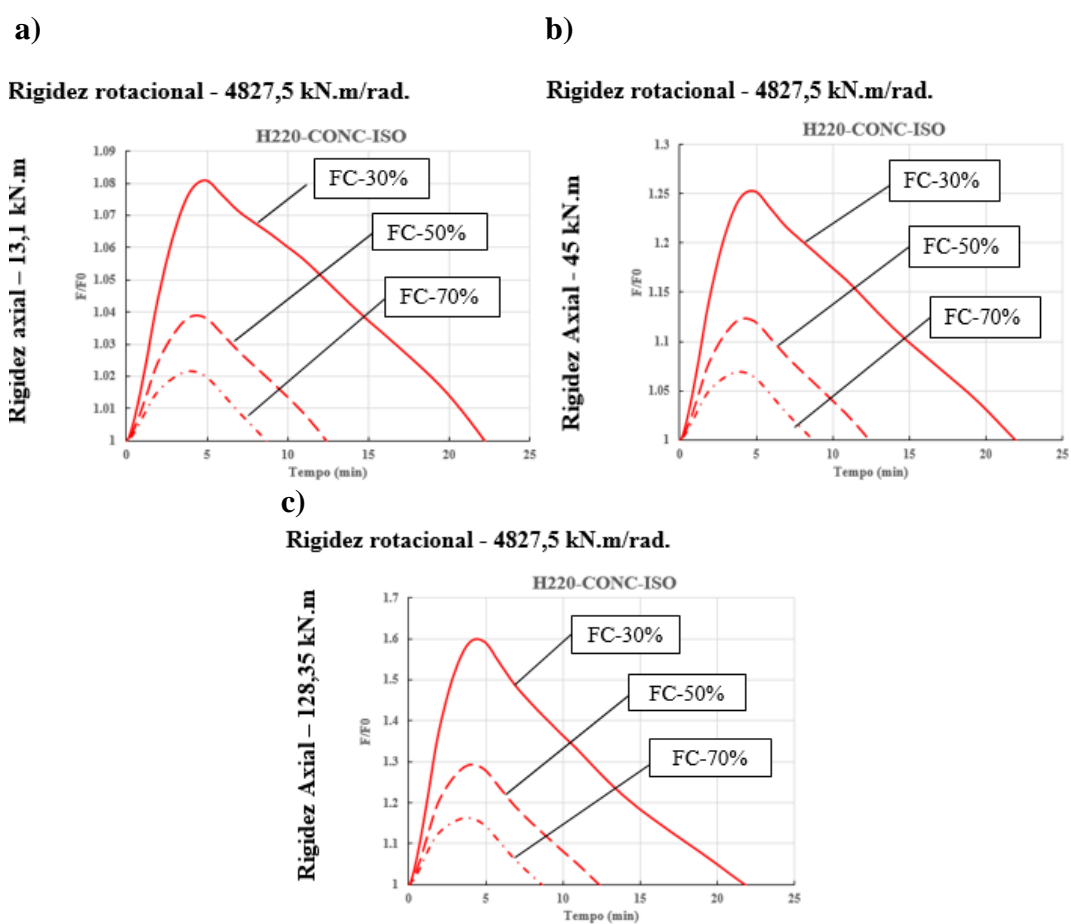 a)
Rigidez rotacional - 4827,5 kN.m/rad.
H220-CONC-ISO
Rigidez axial – 13,1 kN.m
F/F0
1.09
1.08
1.07
1.06
1.05
1.04
1.03
1.02
1.01
1
FC-30%
FC-50%
FC-70%
0 5 10 15 20 25
Tempo (min)
b)
Rigidez rotacional - 4827,5 kN.m/rad.
H220-CONC-ISO
Rigidez Axial - 45 kN.m
F/F0
1.3
1.25
1.2
1.15
1.1
1.05
1
FC-30%
FC-50%
FC-70%
0 5 10 15 20 25
Tempo (min)
c)
Rigidez rotacional - 4827,5 kN.m/rad.
H220-CONC-ISO
Rigidez Axial – 128,35 kN.m
F/F0
1.7
1.6
1.5
1.4
1.3
1.2
1.1
1
FC-30%
FC-50%
FC-70%
0 5 10 15 20 25
Tempo (min)